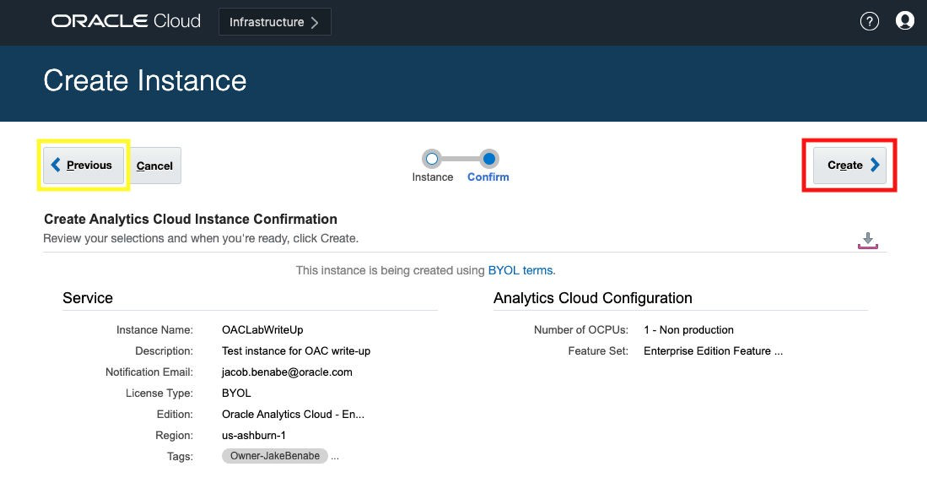 ORACLE Cloud Infrastructure
?
Create Instance
Previous Cancel
Create
Instance Confirm
Create Analytics Cloud Instance Confirmation
Review your selections and when you're ready, click Create.
This instance is being created using BYOL terms.
Service
Instance Name: OACLabWriteUp
Description: Test instance for OAC write-up
Notification Email: jacob.benabe@oracle.com
License Type: BYOL
Edition: Oracle Analytics Cloud - En...
Region: us-ashburn-1
Tags: Owner-JakeBenabe ...
Analytics Cloud Configuration
Number of OCPUs: 1 - Non production
Feature Set: Enterprise Edition Feature ...